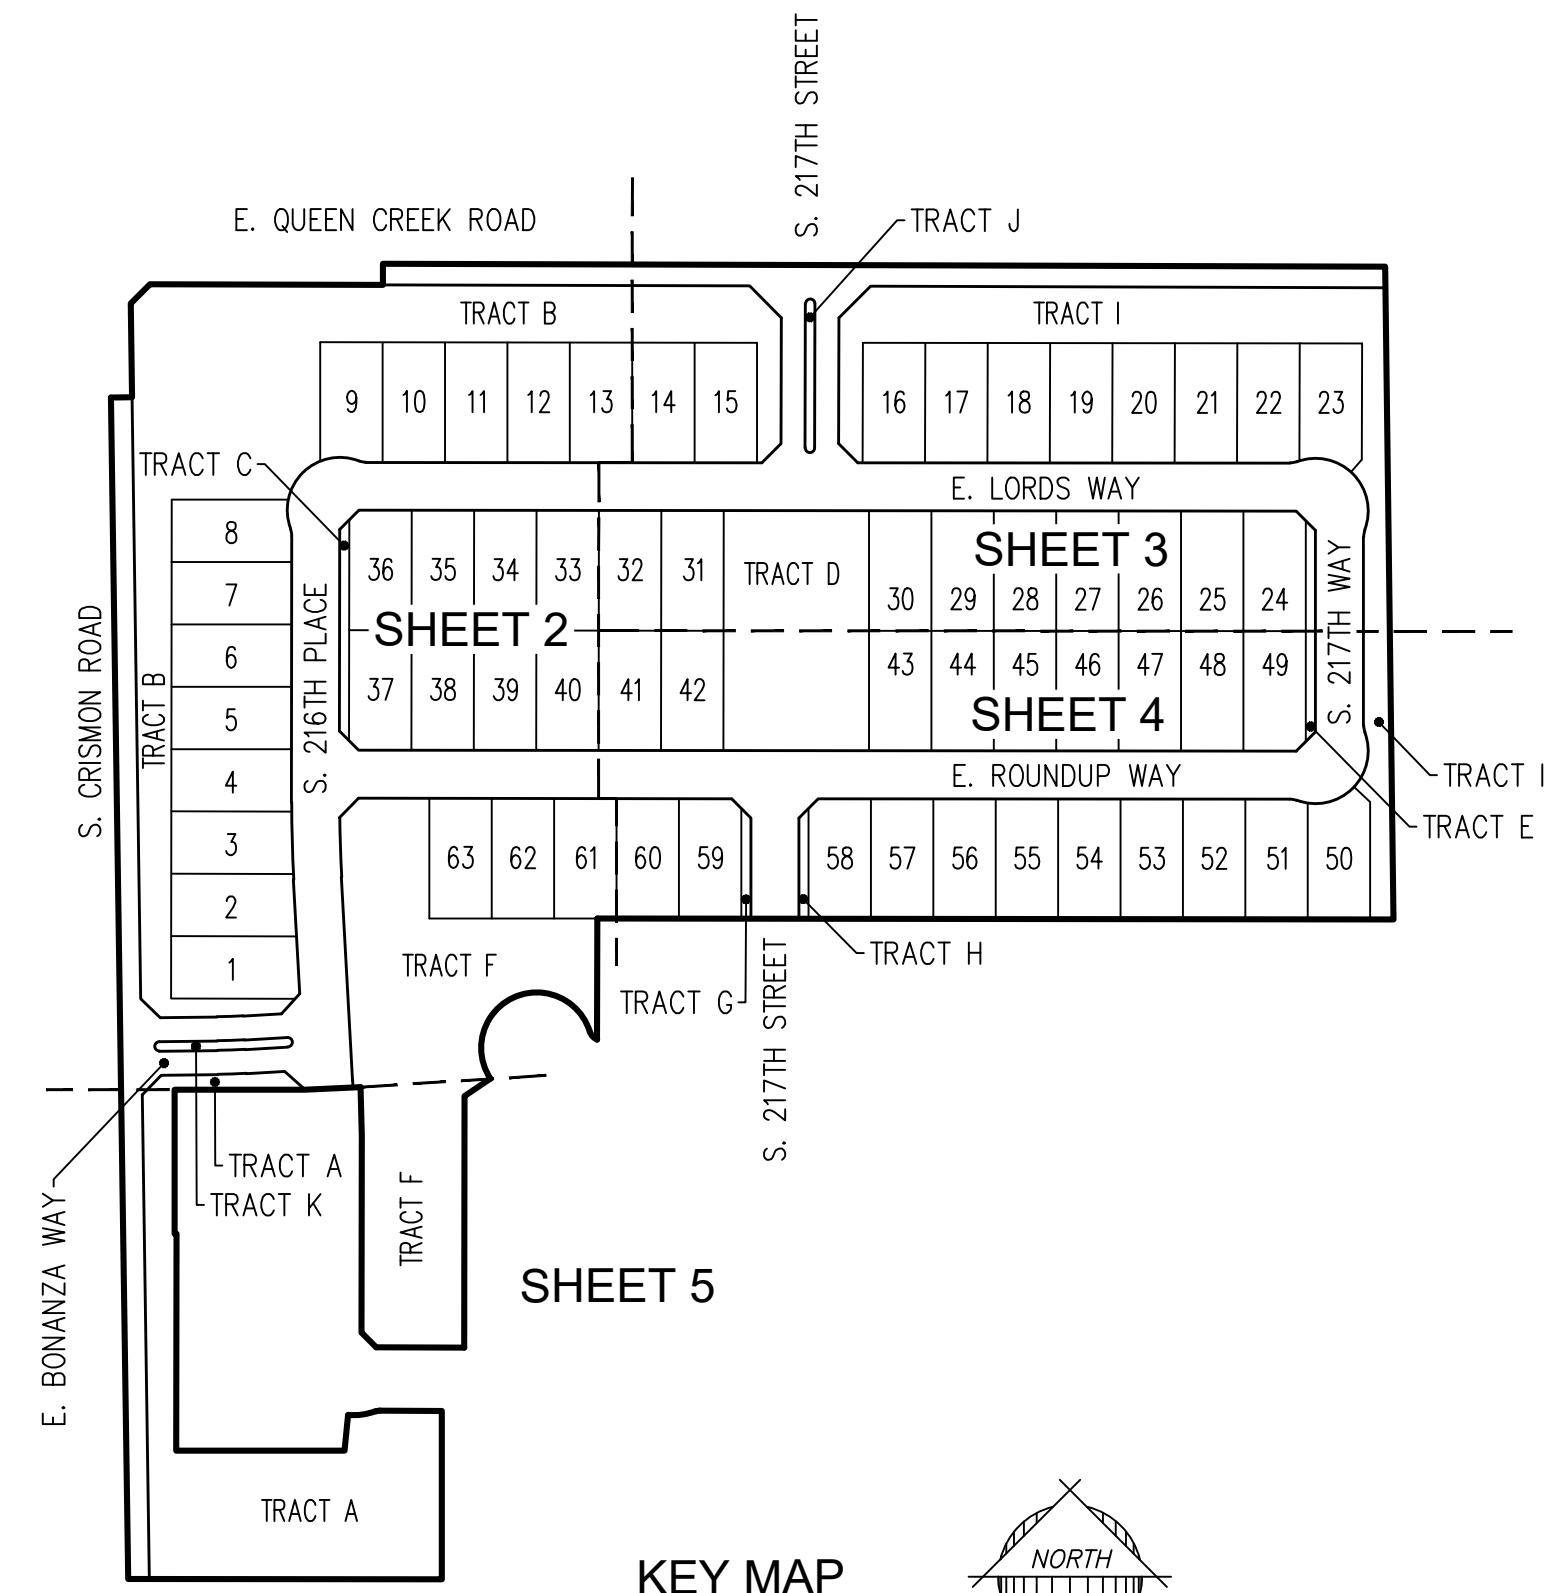 S. 217TH STREET
E. QUEEN CREEK ROAD
TRACT J
TRACT B
TRACT I
9 10 11 12 13 14 15 16 17 18 19 20 21 22 23
TRACT C
E. LORDS WAY
8
7
6
5
4
3
2
1
S. CRISMON ROAD
TRACT B
S. 216TH PLACE
36 35 34 33 32 31
TRACT D
SHEET 3
30 29 28 27 26 25 24
SHEET 2
37 38 39 40 41 42
43 44 45 46 47 48 49
SHEET 4
S. 217TH WAY
E. ROUNDUP WAY
TRACT I
TRACT E
63 62 61 60 59 58 57 56 55 54 53 52 51 50
TRACT F
TRACT G
S. 217TH STREET
TRACT H
TRACT A
TRACT K
E. BONANZA WAY
TRACT F
SHEET 5
TRACT A
KEY MAP
NORTH